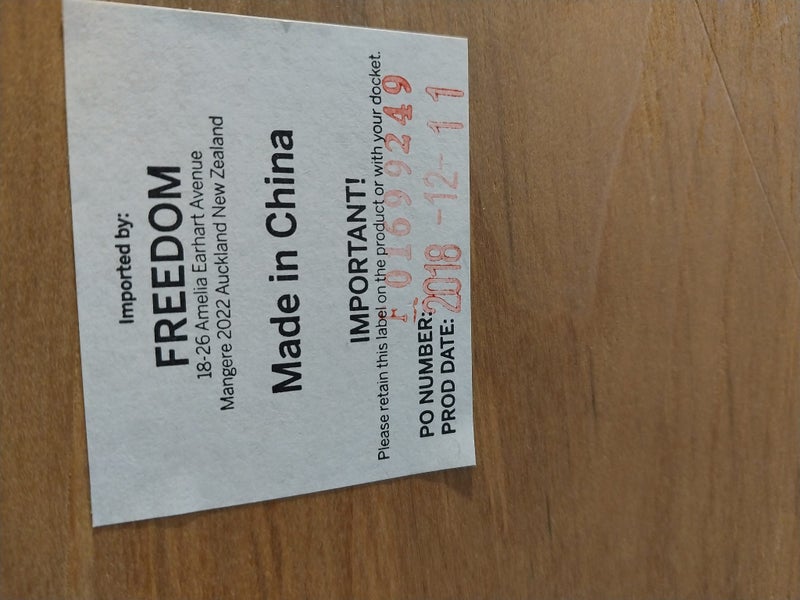 Imported by:
FREEDOM
18-26 Amelia Earhart Avenue
Mangere 2022 Auckland New Zealand
Made in China
IMPORTANT!
Please retain this label on the product or with your docket.
F01699249
PO NUMBER:
PROD DATE: 2018 -12- 11